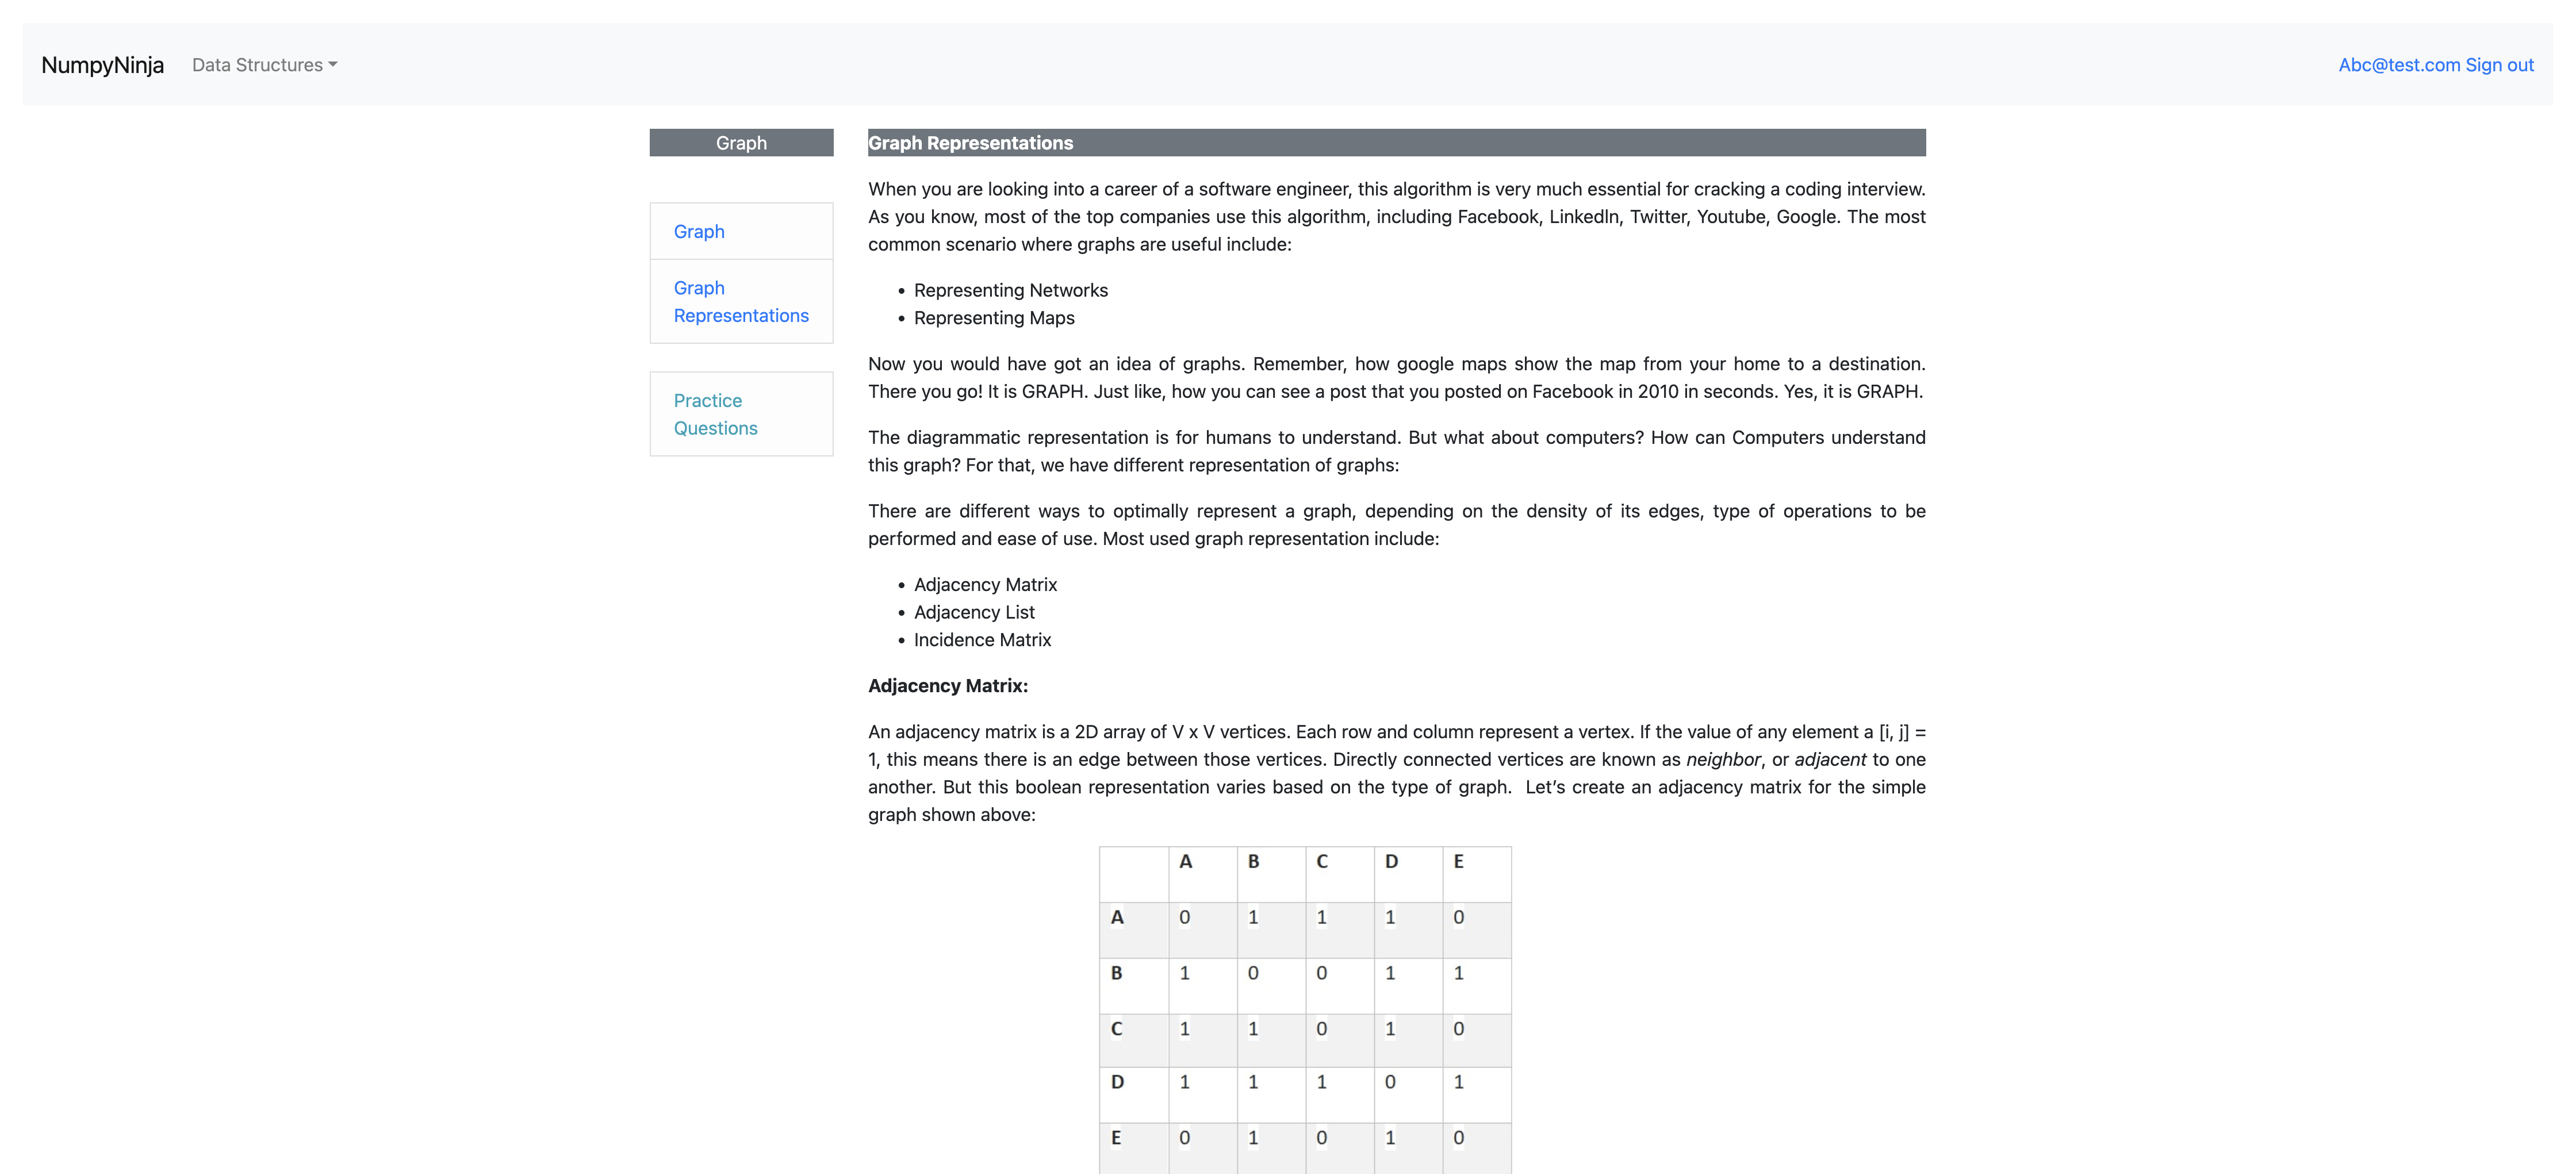 NumpyNinja Data Structures Abc@test.com Sign out
Graph
Graph
Graph
Representations
Practice
Questions
Graph Representations
When you are looking into a career of a software engineer, this algorithm is very much essential for cracking a coding interview.
As you know, most of the top companies use this algorithm, including Facebook, LinkedIn, Twitter, Youtube, Google. The most
common scenario where graphs are useful include:
• Representing Networks
• Representing Maps
Now you would have got an idea of graphs. Remember, how google maps show the map from your home to a destination.
There you go! It is GRAPH. Just like, how you can see a post that you posted on Facebook in 2010 in seconds. Yes, it is GRAPH.
The diagrammatic representation is for humans to understand. But what about computers? How can Computers understand
this graph? For that, we have different representation of graphs:
There are different ways to optimally represent a graph, depending on the density of its edges, type of operations to be
performed and ease of use. Most used graph representation include:
• Adjacency Matrix
• Adjacency List
• Incidence Matrix
Adjacency Matrix:
An adjacency matrix is a 2D array of V x V vertices. Each row and column represent a vertex. If the value of any element a [i, j] =
1, this means there is an edge between those vertices. Directly connected vertices are known as neighbor, or adjacent to one
another. But this boolean representation varies based on the type of graph.  Let’s create an adjacency matrix for the simple
graph shown above:
A B C D E
A 0 1 1 1 0
B 1 0 0 1 1
C 1 1 0 1 0
D 1 1 1 0 1
E 0 1 0 1 0